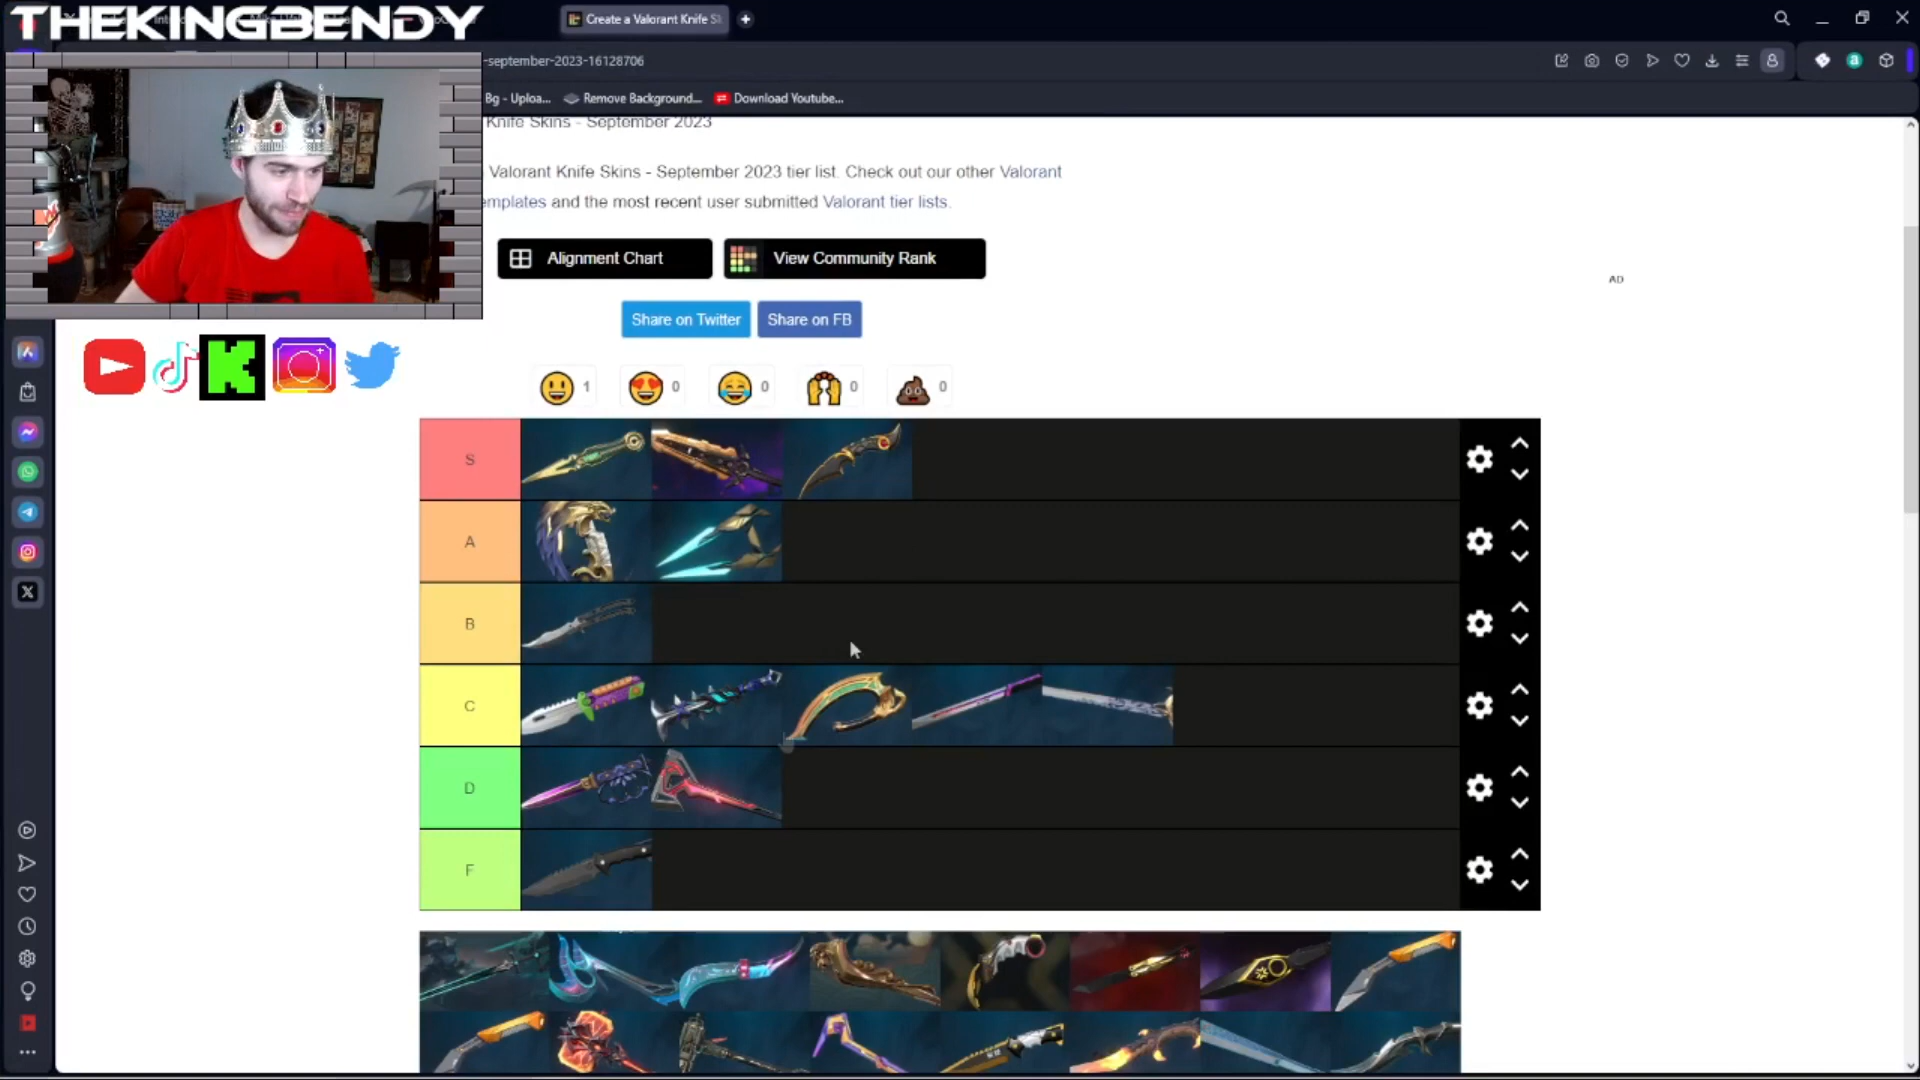 THEKINGBENDY
Create a Valorant Knife Sk
-september-2023-16128706
Bg - Uploa...
Remove Background...
Download Youtube...
Knife Skins - September 2023
Valorant Knife Skins - September 2023 tier list. Check out our other Valorant
emplates and the most recent user submitted Valorant tier lists.
Alignment Chart
View Community Rank
AD
Share on Twitter
Share on FB
1
0
0
0
0
S
A
B
C
D
F